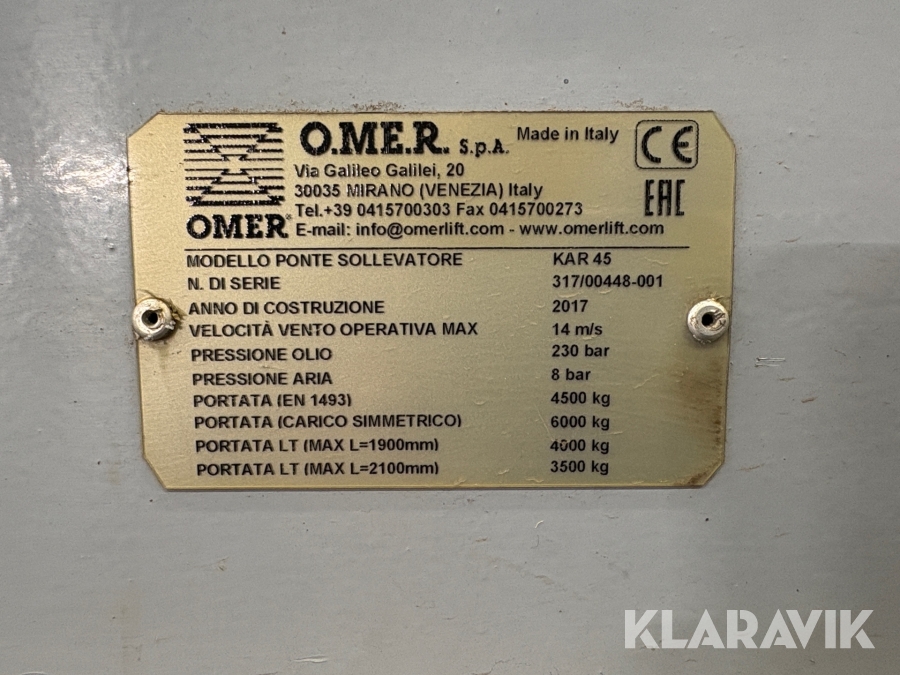 O.ME.R. S.p.A. Made in Italy CE
Via Galileo Galilei, 20
30035 MIRANO (VENEZIA) Italy
Tel.+39 0415700303 Fax 0415700273 EAC
OMER® E-mail: info@omerlift.com - www.omerlift.com
MODELLO PONTE SOLLEVATORE KAR 45
N. DI SERIE 317/00448-001
ANNO DI COSTRUZIONE 2017
VELOCITÀ VENTO OPERATIVA MAX 14 m/s
PRESSIONE OLIO 230 bar
PRESSIONE ARIA 8 bar
PORTATA (EN 1493) 4500 kg
PORTATA (CARICO SIMMETRICO) 6000 kg
PORTATA LT (MAX L=1900mm) 4000 kg
PORTATA LT (MAX L=2100mm) 3500 kg
KLARAVIK